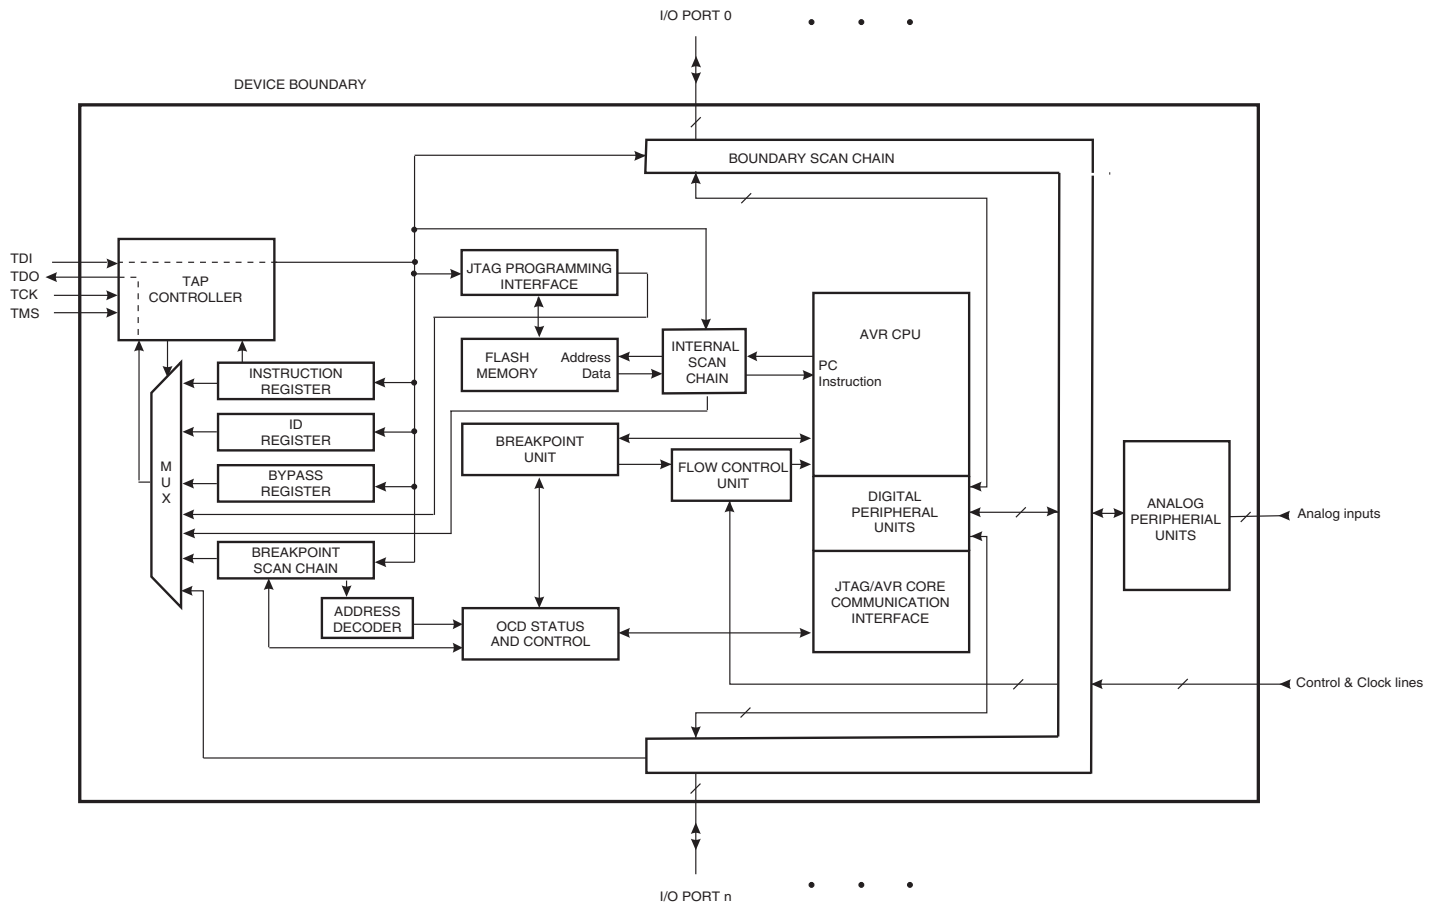 I/O PORT 0
DEVICE BOUNDARY
BOUNDARY SCAN CHAIN
TDI
TDO
TCK
TMS
TAP
CONTROLLER
JTAG PROGRAMMING
INTERFACE
AVR CPU
FLASH
MEMORY
Address
Data
INTERNAL
SCAN
CHAIN
PC
Instruction
INSTRUCTION
REGISTER
ID
REGISTER
BREAKPOINT
UNIT
FLOW CONTROL
UNIT
M
U
X
BYPASS
REGISTER
DIGITAL
PERIPHERAL
UNITS
ANALOG
PERIPHERIAL
UNITS
Analog inputs
BREAKPOINT
SCAN CHAIN
ADDRESS
DECODER
OCD STATUS
AND CONTROL
JTAG/AVR CORE
COMMUNICATION
INTERFACE
Control & Clock lines
I/O PORT n